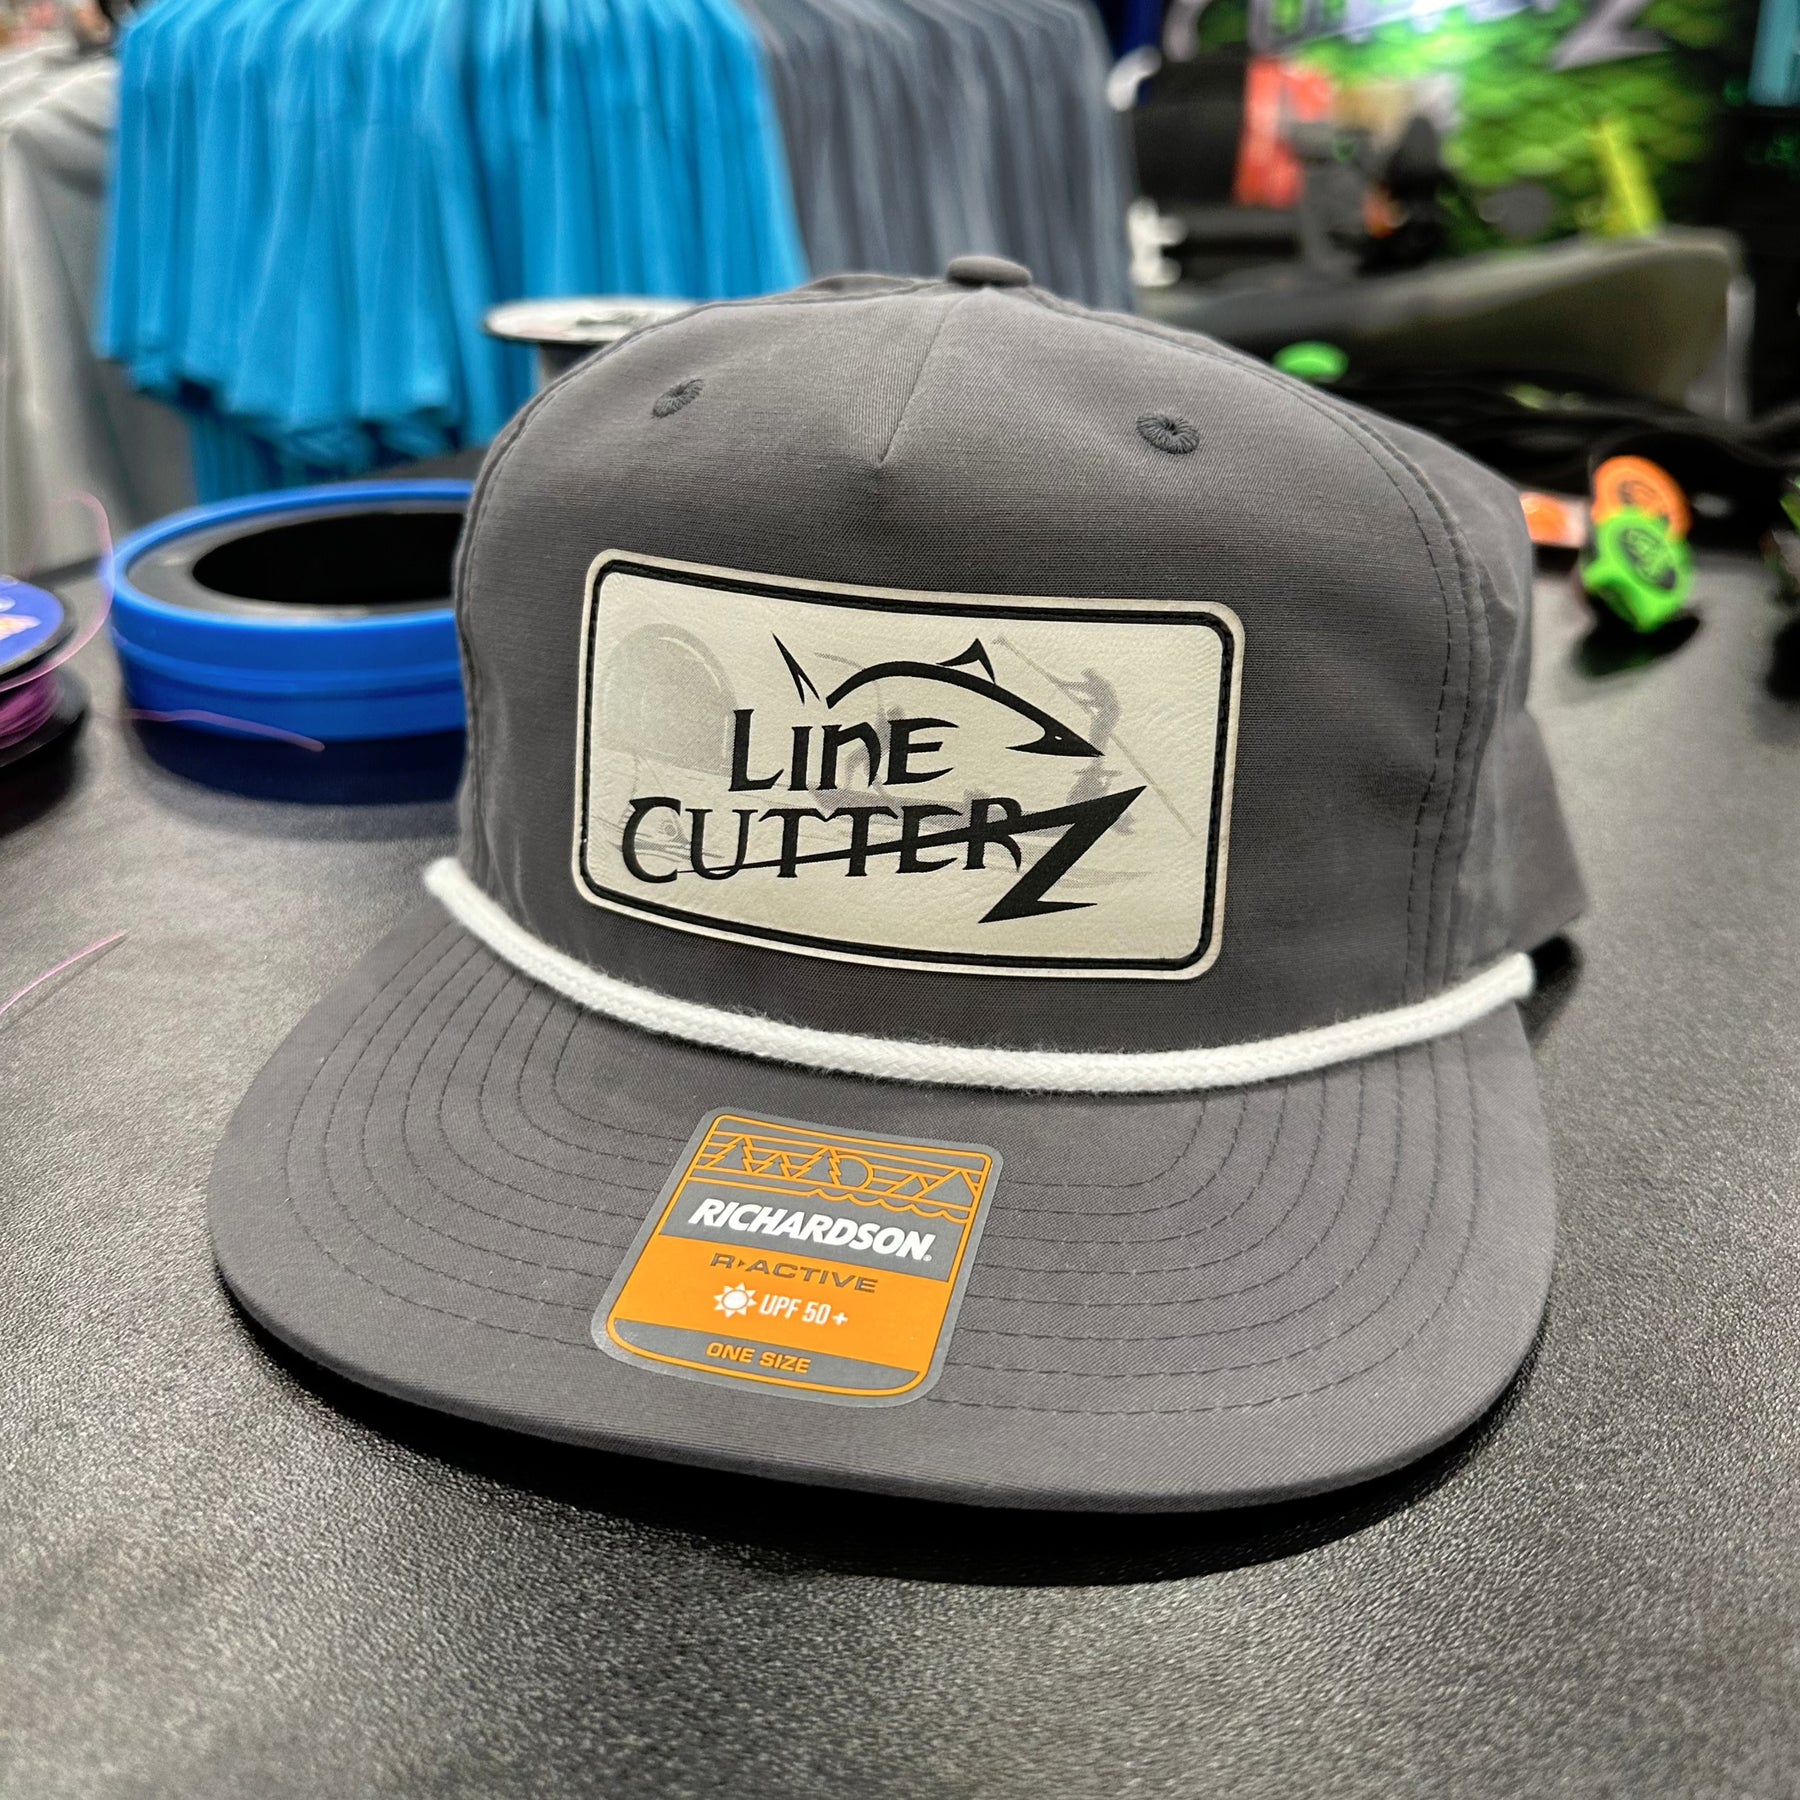 LINE
CUTTERZ
RICHARDSON®
R▸ACTIVE
UPF 50+
ONE SIZE